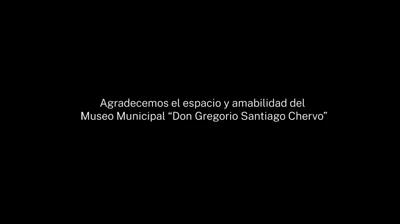 Agradecemos el espacio y amabilidad del
Museo Municipal “Don Gregorio Santiago Chervo”